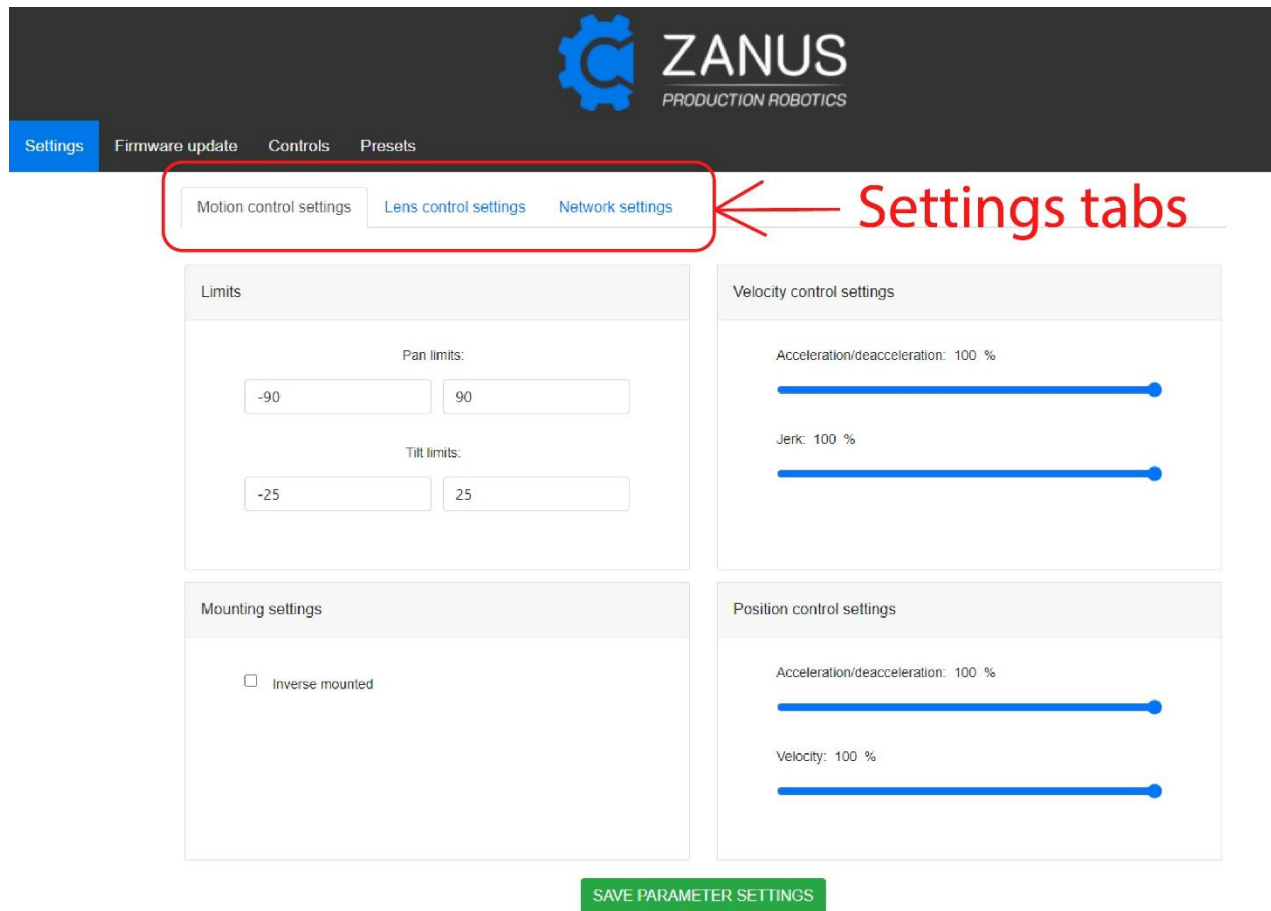 ZANUS
PRODUCTION ROBOTICS
Settings Firmware update Controls Presets
Motion control settings Lens control settings Network settings
Settings tabs
Limits
Pan limits:
-90 90
Tilt limits:
-25 25
Velocity control settings
Acceleration/deacceleration: 100 %
Jerk: 100 %
Mounting settings
Inverse mounted
Position control settings
Acceleration/deacceleration: 100 %
Velocity: 100 %
SAVE PARAMETER SETTINGS